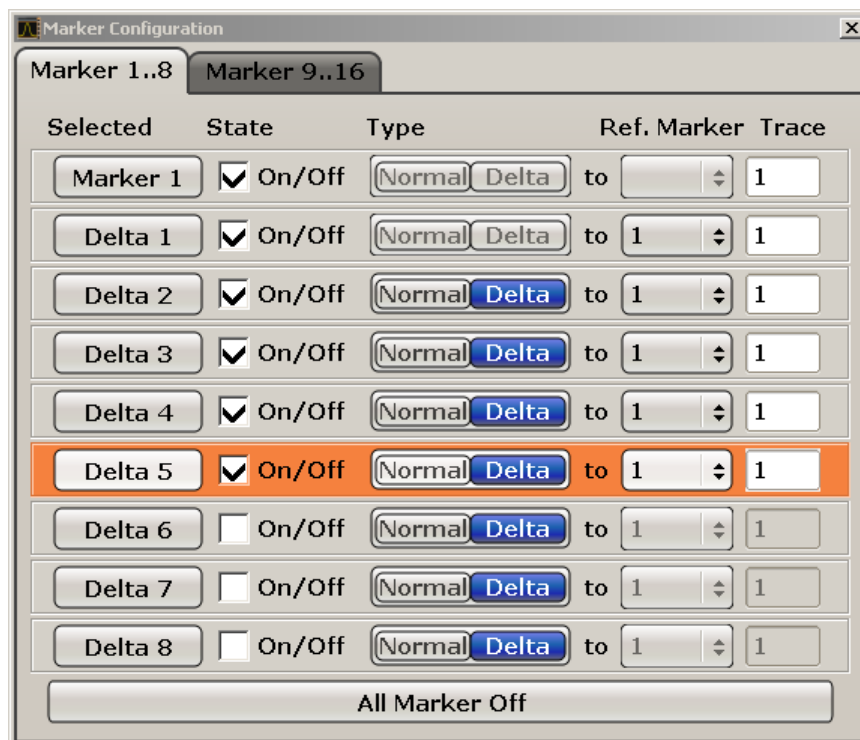 Marker Configuration
Marker 1..8 Marker 9..16
Selected State Type Ref. Marker Trace
Marker 1 On/Off Normal Delta to 1
Delta 1 On/Off Normal Delta to 1 1
Delta 2 On/Off Normal Delta to 1 1
Delta 3 On/Off Normal Delta to 1 1
Delta 4 On/Off Normal Delta to 1 1
Delta 5 On/Off Normal Delta to 1 1
Delta 6 On/Off Normal Delta to 1 1
Delta 7 On/Off Normal Delta to 1 1
Delta 8 On/Off Normal Delta to 1 1
All Marker Off